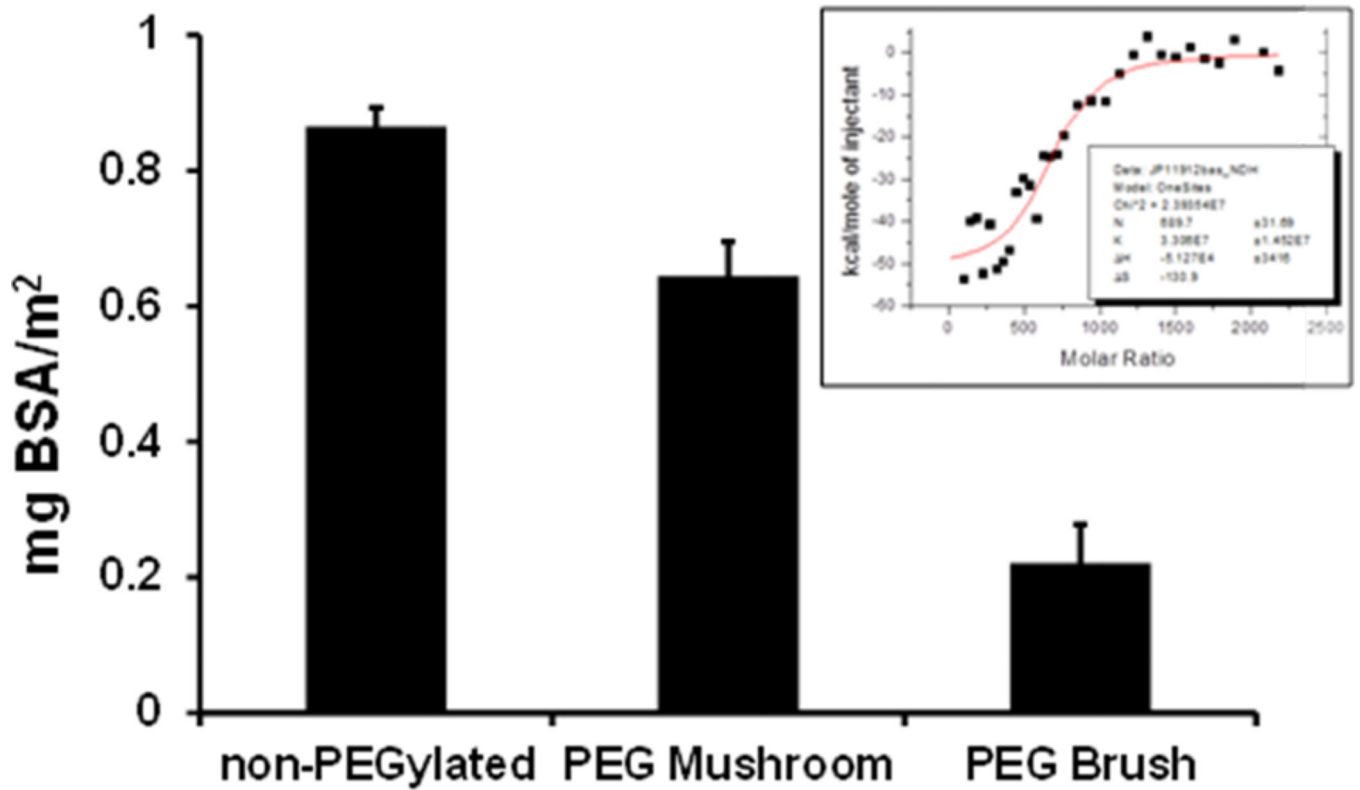 mg BSA/m²
1
0.8
0.6
0.4
0.2
0
non-PEGylated PEG Mushroom PEG Brush
kcal/mole of injectant
0
-10
-20
-30
-40
-50
-60
0 500 1000 1500 2000 2500
Molar Ratio
Model: OneSites
N 689.7
K
ΔH
ΔS